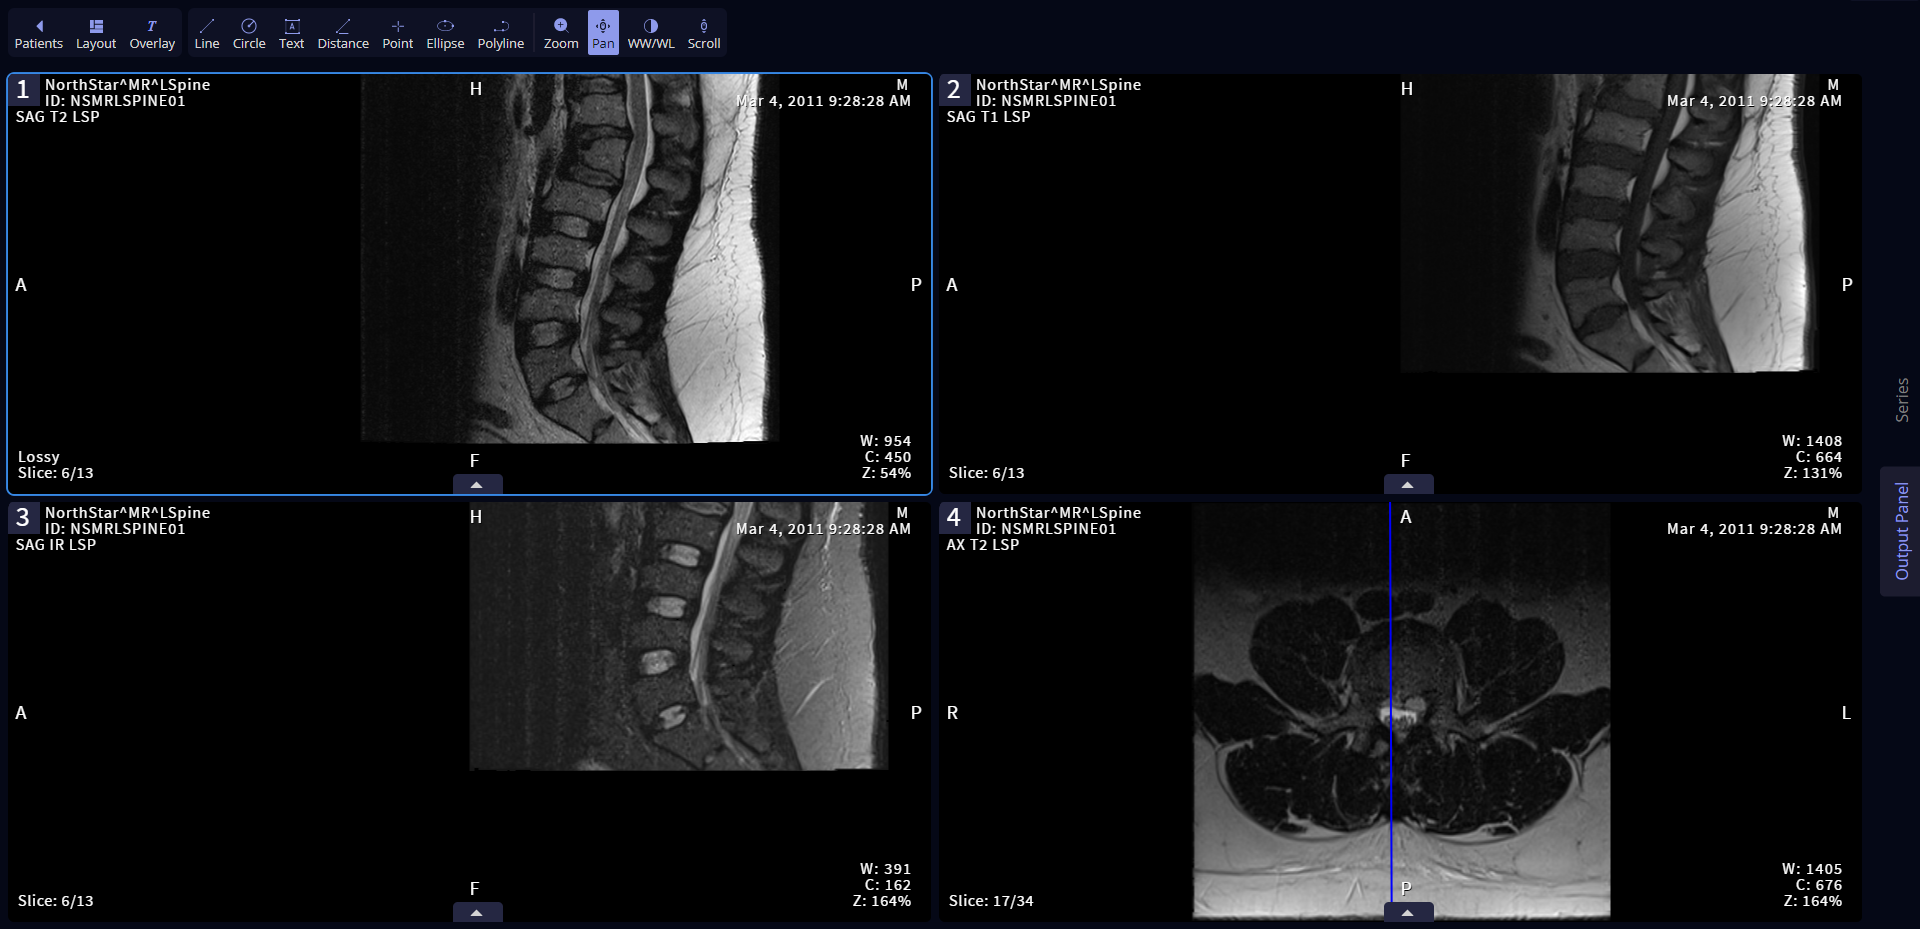 Patients Layout Overlay Line Circle Text Distance Point Ellipse Polyline Zoom Pan WW/WL Scroll
1 NorthStar^MR^LSpine
ID: NSMRLSPINE01
SAG T2 LSP
H
M
Mar 4, 2011 9:28:28 AM
A
P
Lossy
Slice: 6/13
F
W: 954
C: 450
Z: 54%
2 NorthStar^MR^LSpine
ID: NSMRLSPINE01
SAG T1 LSP
H
M
Mar 4, 2011 9:28:28 AM
A
P
Slice: 6/13
F
W: 1408
C: 664
Z: 131%
3 NorthStar^MR^LSpine
ID: NSMRLSPINE01
SAG IR LSP
H
M
Mar 4, 2011 9:28:28 AM
A
P
Slice: 6/13
F
W: 391
C: 162
Z: 164%
4 NorthStar^MR^LSpine
ID: NSMRLSPINE01
AX T2 LSP
A
M
Mar 4, 2011 9:28:28 AM
R
L
Slice: 17/34
P
W: 1405
C: 676
Z: 164%
Series
Output Panel